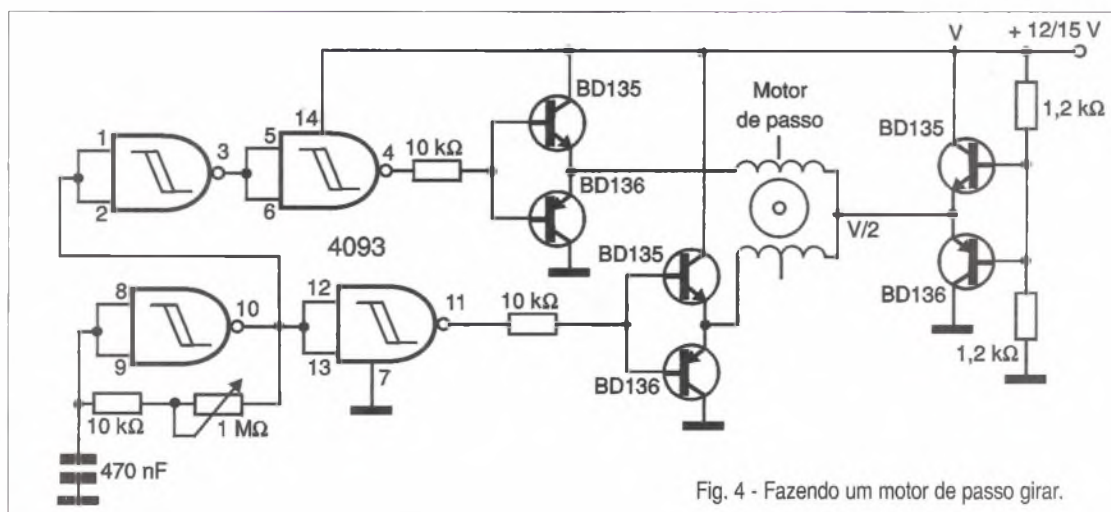 V
+ 12/15 V
BD135
Motor
de passo
1,2 kΩ
BD135
14
1
2
3
5
6
4
10 kΩ
BD136
V/2
4093
BD135
BD136
8
9
10
12
13
11
10 kΩ
7
BD136
1,2 kΩ
10 kΩ
1 MΩ
470 nF
Fig. 4 - Fazendo um motor de passo girar.